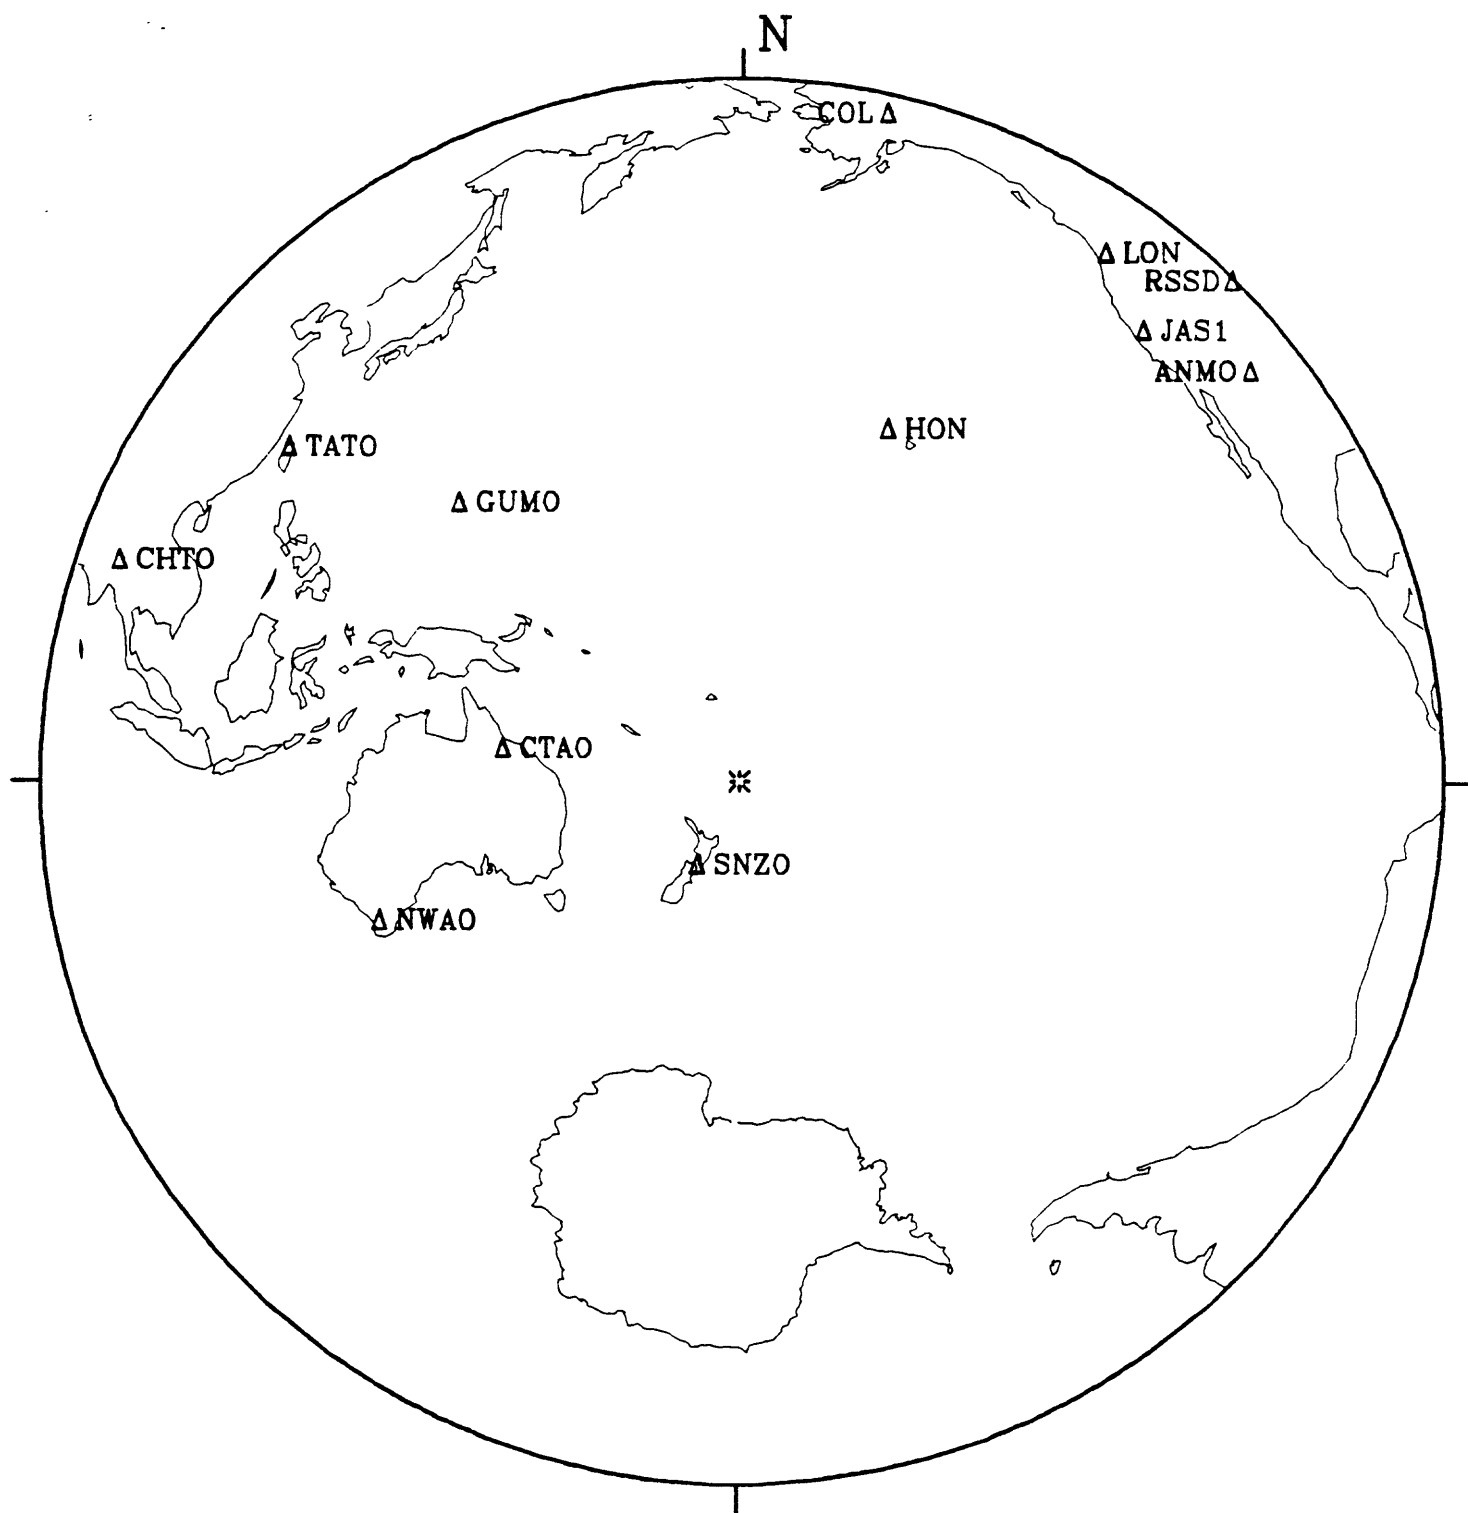 N
COL
LON
RSSD
JAS1
ANMO
HON
TATO
GUMO
CHTO
CTAO
SNZO
NWAO